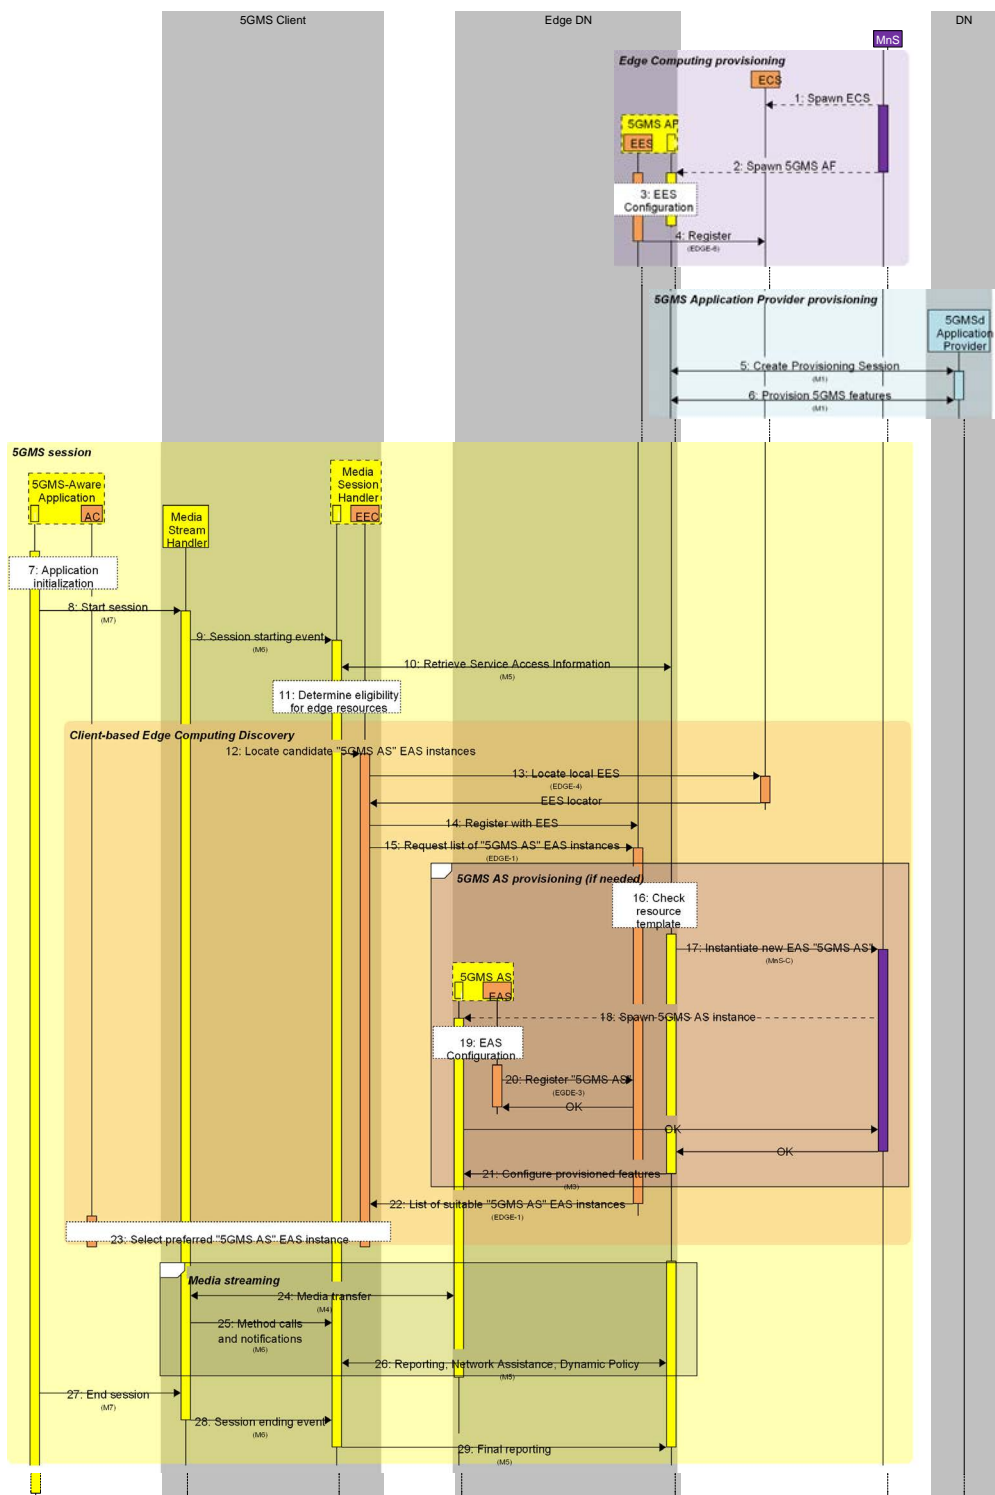 5GMS Client
Edge DN
DN
MnS
Edge Computing provisioning
ECS
1: Spawn ECS
5GMS AF
EES
2: Spawn 5GMS AF
3: EES
Configuration
4: Register
(EDGE-6)
5GMS Application Provider provisioning
5GMSd
Application
Provider
5: Create Provisioning Session
(M1)
6: Provision 5GMS features
(M1)
5GMS session
5GMS-Aware
Application
AC
Media
Stream
Handler
Media
Session
Handler
EEC
7: Application
initialization
8: Start session
(M7)
9: Session starting event
(M6)
10: Retrieve Service Access Information
(M5)
11: Determine eligibility
for edge resources
Client-based Edge Computing Discovery
12: Locate candidate "5GMS AS" EAS instances
13: Locate local EES
(EDGE-4)
EES locator
14: Register with EES
15: Request list of "5GMS AS" EAS instances
(EDGE-1)
5GMS AS provisioning (if needed)
16: Check
resource
template
17: Instantiate new EAS "5GMS AS"
(MnS-C)
5GMS AS
EAS
18: Spawn 5GMS AS instance
19: EAS
Configuration
20: Register "5GMS AS"
(EGDE-3)
OK
OK
OK
21: Configure provisioned features
(M3)
22: List of suitable "5GMS AS" EAS instances
(EDGE-1)
23: Select preferred "5GMS AS" EAS instance
Media streaming
24: Media transfer
(M4)
25: Method calls
and notifications
(M6)
26: Reporting, Network Assistance, Dynamic Policy
(M5)
27: End session
(M7)
28: Session ending event
(M6)
29: Final reporting
(M5)